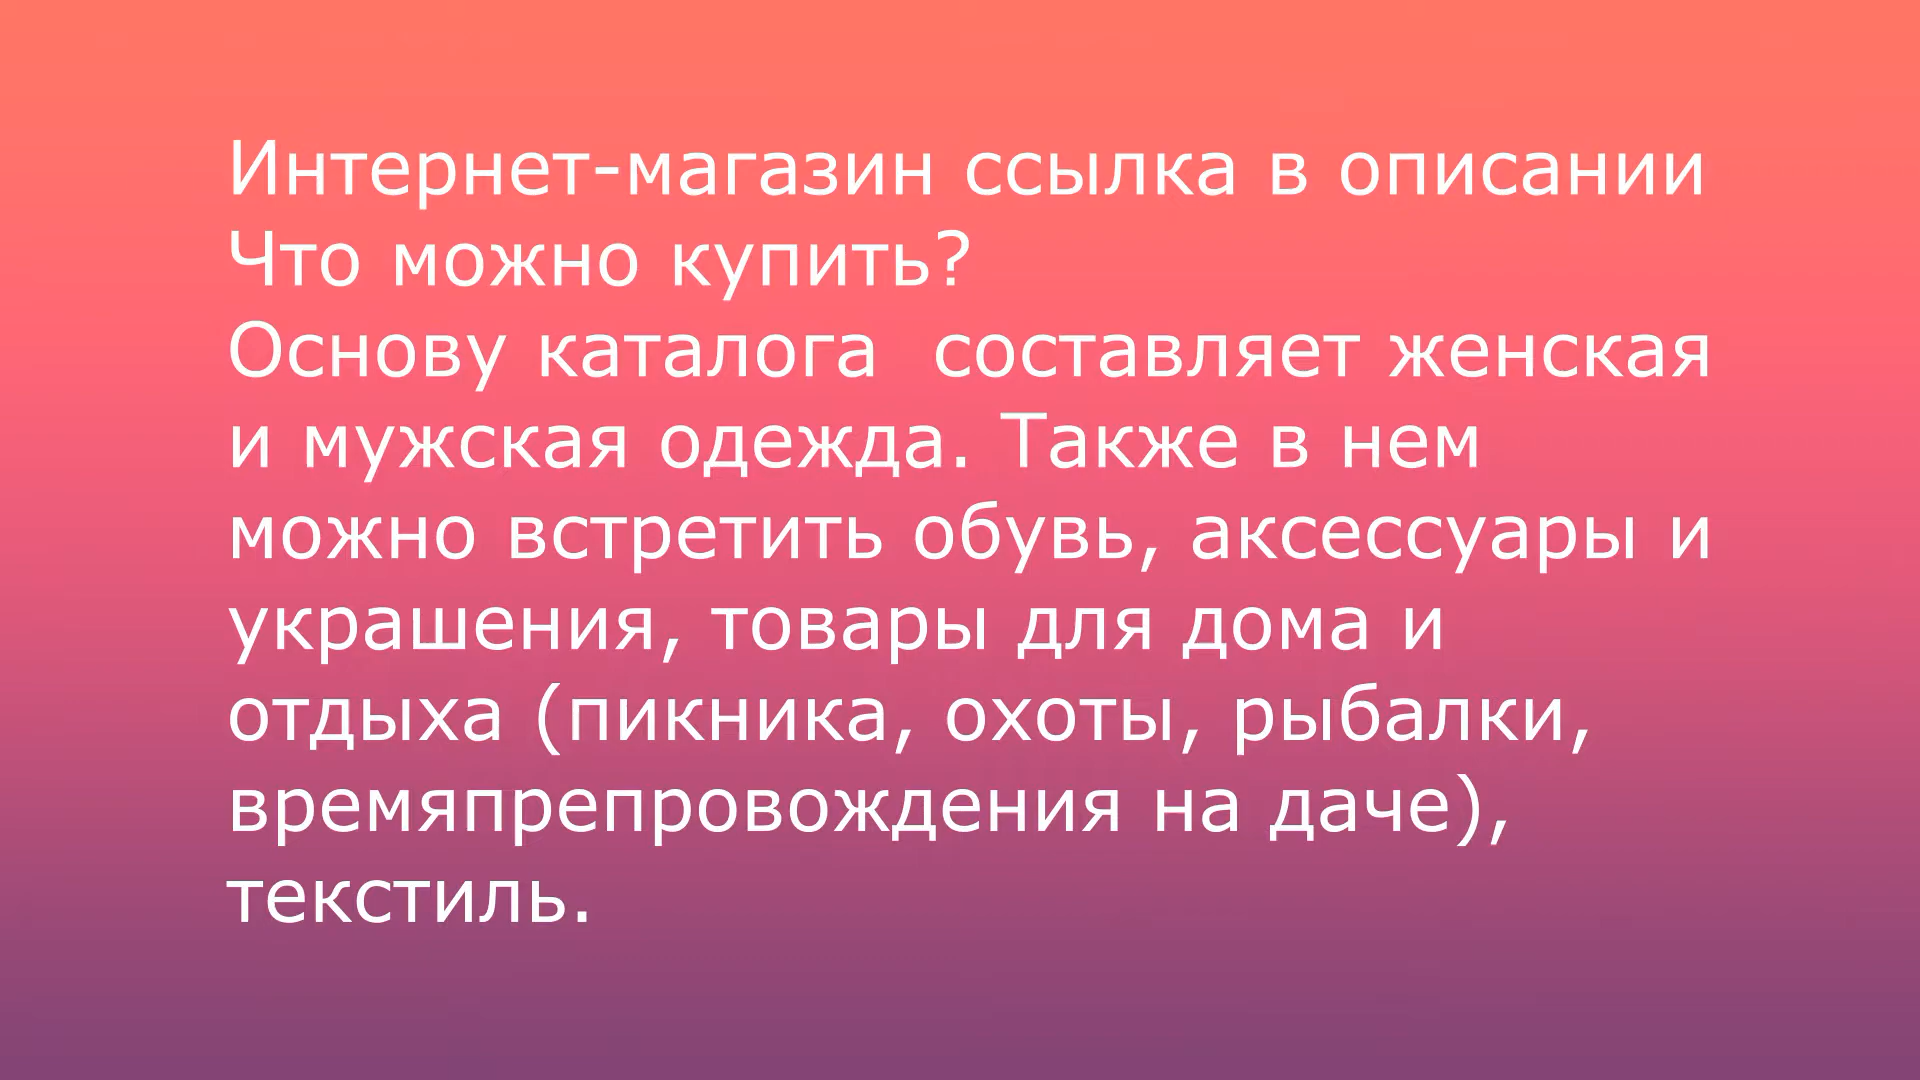 Интернет-магазин ссылка в описании
Что можно купить?
Основу каталога  составляет женская
и мужская одежда. Также в нем
можно встретить обувь, аксессуары и
украшения, товары для дома и
отдыха (пикника, охоты, рыбалки,
времяпрепровождения на даче),
текстиль.